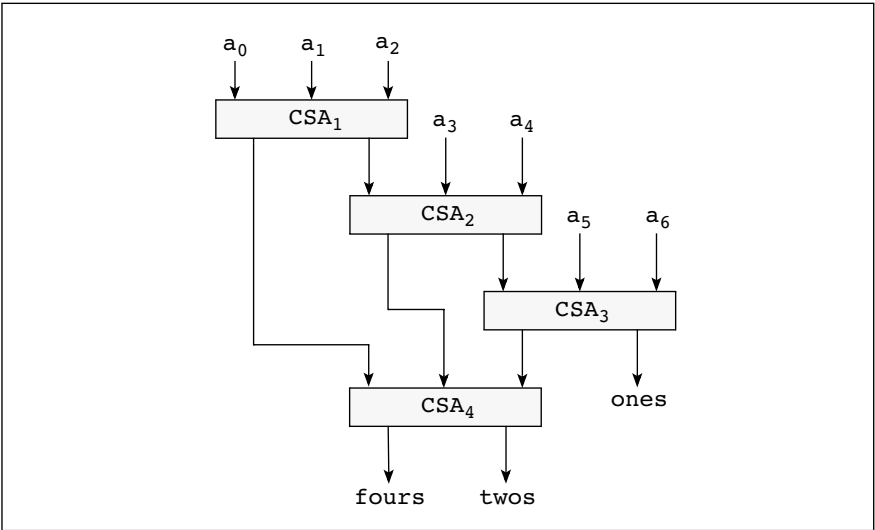 a₀ a₁ a₂
CSA₁
a₃ a₄
CSA₂
a₅ a₆
CSA₃
CSA₄
ones
fours twos